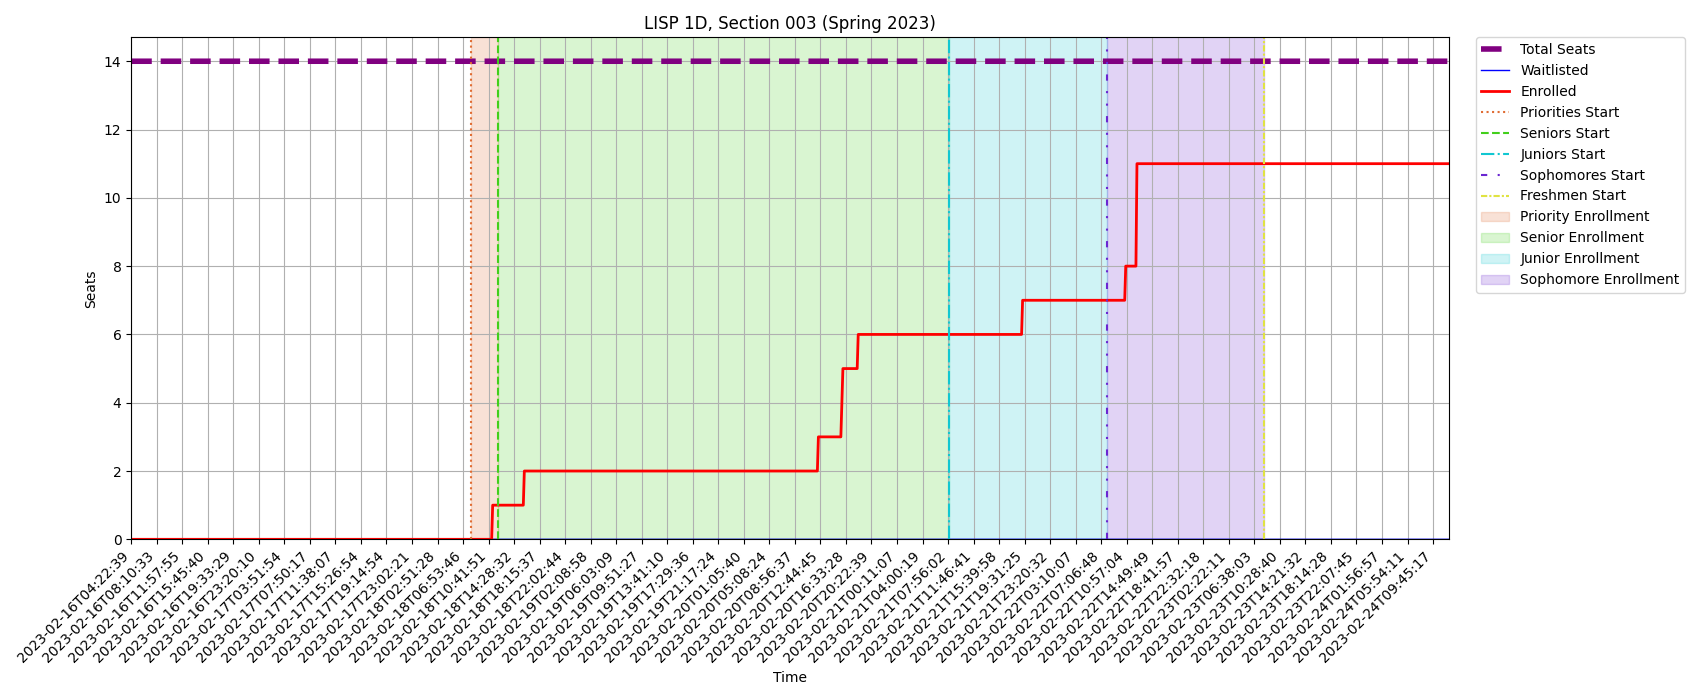 LISP 1D, Section 003 (Spring 2023)
14
12
10
8
6
4
2
0
Seats
2023-02-16T04:22:39
2023-02-16T08:10:33
2023-02-16T11:57:55
2023-02-16T15:45:40
2023-02-16T19:33:29
2023-02-16T23:20:10
2023-02-17T03:51:54
2023-02-17T07:50:17
2023-02-17T11:38:07
2023-02-17T15:26:54
2023-02-17T19:14:54
2023-02-17T23:02:21
2023-02-18T02:51:28
2023-02-18T06:53:46
2023-02-18T10:41:51
2023-02-18T14:28:32
2023-02-18T18:15:37
2023-02-18T22:02:44
2023-02-19T02:08:58
2023-02-19T06:03:09
2023-02-19T09:51:27
2023-02-19T13:41:10
2023-02-19T17:29:36
2023-02-19T21:17:24
2023-02-20T01:05:40
2023-02-20T05:08:24
2023-02-20T08:56:37
2023-02-20T12:44:45
2023-02-20T16:33:28
2023-02-20T20:22:39
2023-02-21T00:11:07
2023-02-21T04:00:19
2023-02-21T07:56:02
2023-02-21T11:46:41
2023-02-21T15:39:58
2023-02-21T19:31:25
2023-02-21T23:20:32
2023-02-22T03:10:07
2023-02-22T07:06:48
2023-02-22T10:57:04
2023-02-22T14:49:49
2023-02-22T18:41:57
2023-02-22T22:32:18
2023-02-23T02:22:11
2023-02-23T06:38:03
2023-02-23T10:28:40
2023-02-23T14:21:32
2023-02-23T18:14:28
2023-02-23T22:07:45
2023-02-24T01:56:57
2023-02-24T05:54:11
2023-02-24T09:45:17
Time
Total Seats
Waitlisted
Enrolled
Priorities Start
Seniors Start
Juniors Start
Sophomores Start
Freshmen Start
Priority Enrollment
Senior Enrollment
Junior Enrollment
Sophomore Enrollment